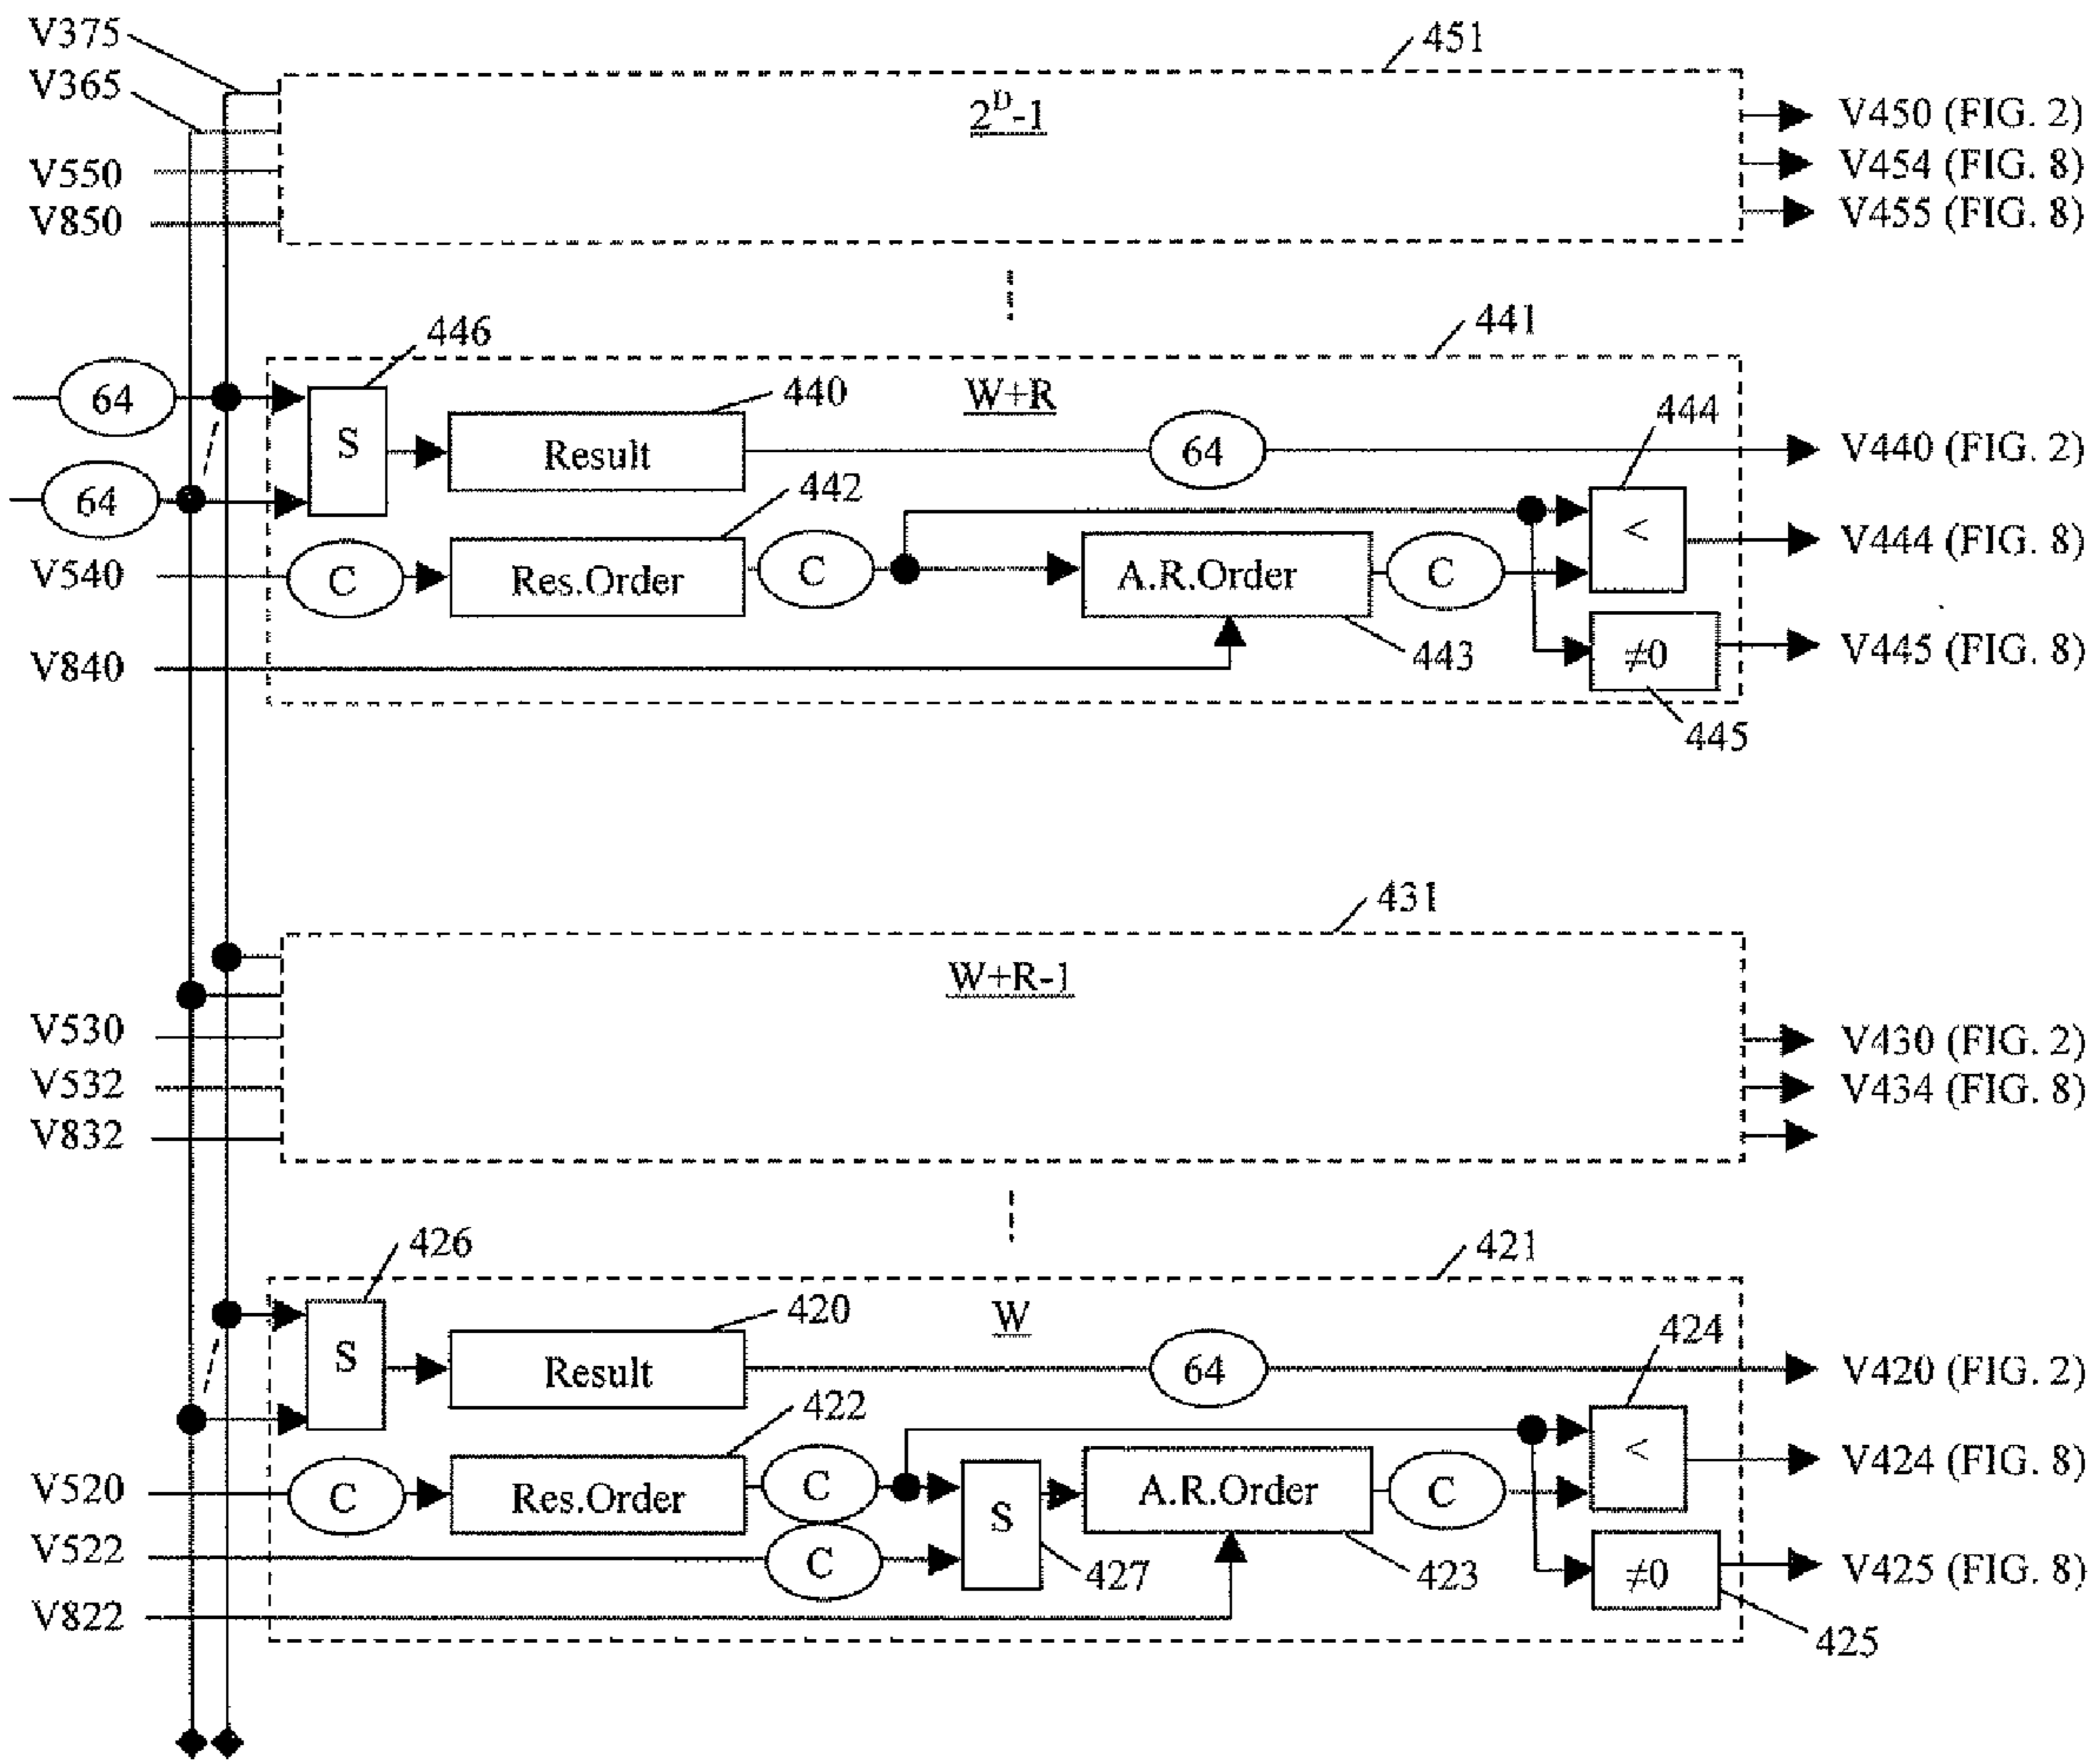 V375
451
V365
2^D-1
V450 (FIG. 2)
V550
V454 (FIG. 8)
V850
V455 (FIG. 8)
441
446
W+R
440
444
64
S
Result
64
V440 (FIG. 2)
64
442
<
V444 (FIG. 8)
V540
C
Res.Order
C
A.R.Order
C
V840
443
≠0
V445 (FIG. 8)
445
431
W+R-1
V530
V430 (FIG. 2)
V532
V434 (FIG. 8)
V832
426
421
420
W
424
S
Result
64
V420 (FIG. 2)
422
<
V424 (FIG. 8)
V520
C
Res.Order
C
S
A.R.Order
C
V522
C
427
423
≠0
V425 (FIG. 8)
V822
425